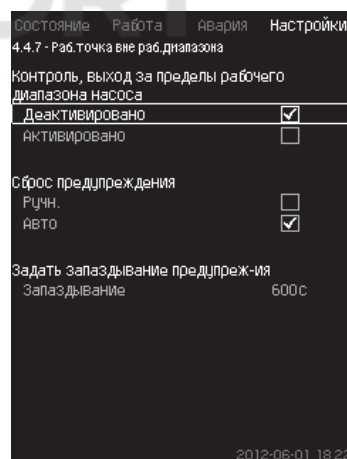 Состояние Работа Авария Настройки
4.4.7 - Раб.точка вне раб.диапазона
Контроль, выход за пределы рабочего
диапазона насоса
Деактивировано
Активировано
Сброс предупреждения
Ручн.
Авто
Задать запаздывание предупреж-ия
Запаздывание 600с
2012-06-01 18:22